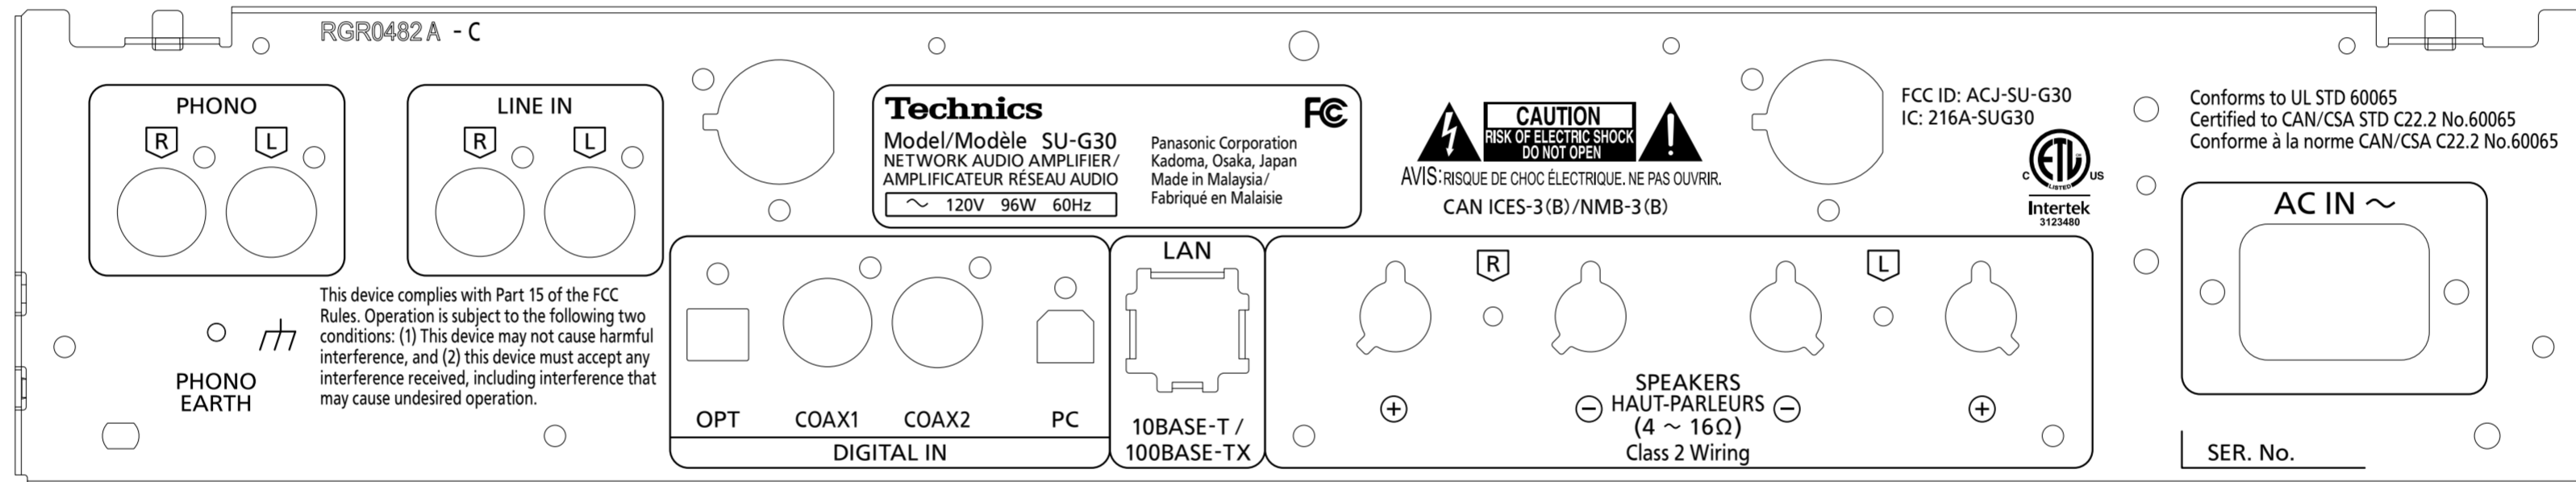 RGR0482 A - C
PHONO
R L
LINE IN
R L
Technics
FC
Model/Modèle SU-G30
NETWORK AUDIO AMPLIFIER/
AMPLIFICATEUR RÉSEAU AUDIO
～ 120V 96W 60Hz
Panasonic Corporation
Kadoma, Osaka, Japan
Made in Malaysia/
Fabriqué en Malaisie
CAUTION
RISK OF ELECTRIC SHOCK
DO NOT OPEN
AVIS: RISQUE DE CHOC ÉLECTRIQUE. NE PAS OUVRIR.
CAN ICES-3(B)/NMB-3(B)
FCC ID: ACJ-SU-G30
IC: 216A-SUG30
C ETL US
LISTED
Intertek
3123480
Conforms to UL STD 60065
Certified to CAN/CSA STD C22.2 No.60065
Conforme à la norme CAN/CSA C22.2 No.60065
AC IN ～
PHONO
EARTH
This device complies with Part 15 of the FCC
Rules. Operation is subject to the following two
conditions: (1) This device may not cause harmful
interference, and (2) this device must accept any
interference received, including interference that
may cause undesired operation.
OPT COAX1 COAX2 PC
DIGITAL IN
LAN
10BASE-T /
100BASE-TX
R L
SPEAKERS
+ − HAUT-PARLEURS − +
(4 ～ 16Ω)
Class 2 Wiring
SER. No.